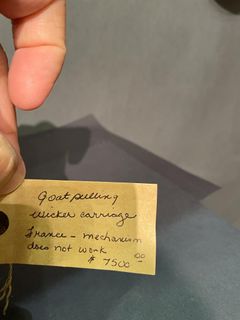 Goat pulling
wicker carriage
France - mechanism
does not work
$ 7500 00